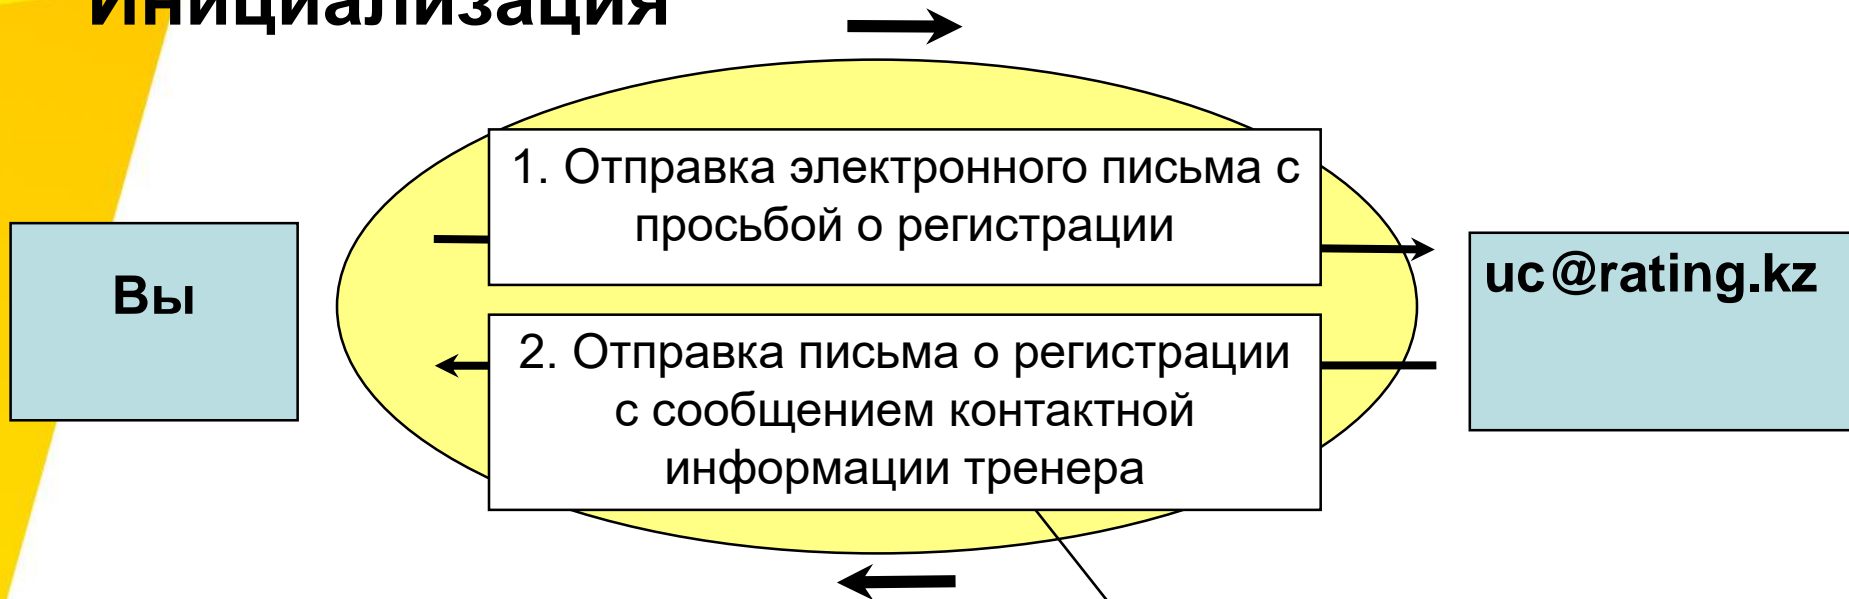 Инициализация
1. Отправка электронного письма с
просьбой о регистрации
Вы
uc@rating.kz
2. Отправка письма о регистрации
с сообщением контактной
информации тренера